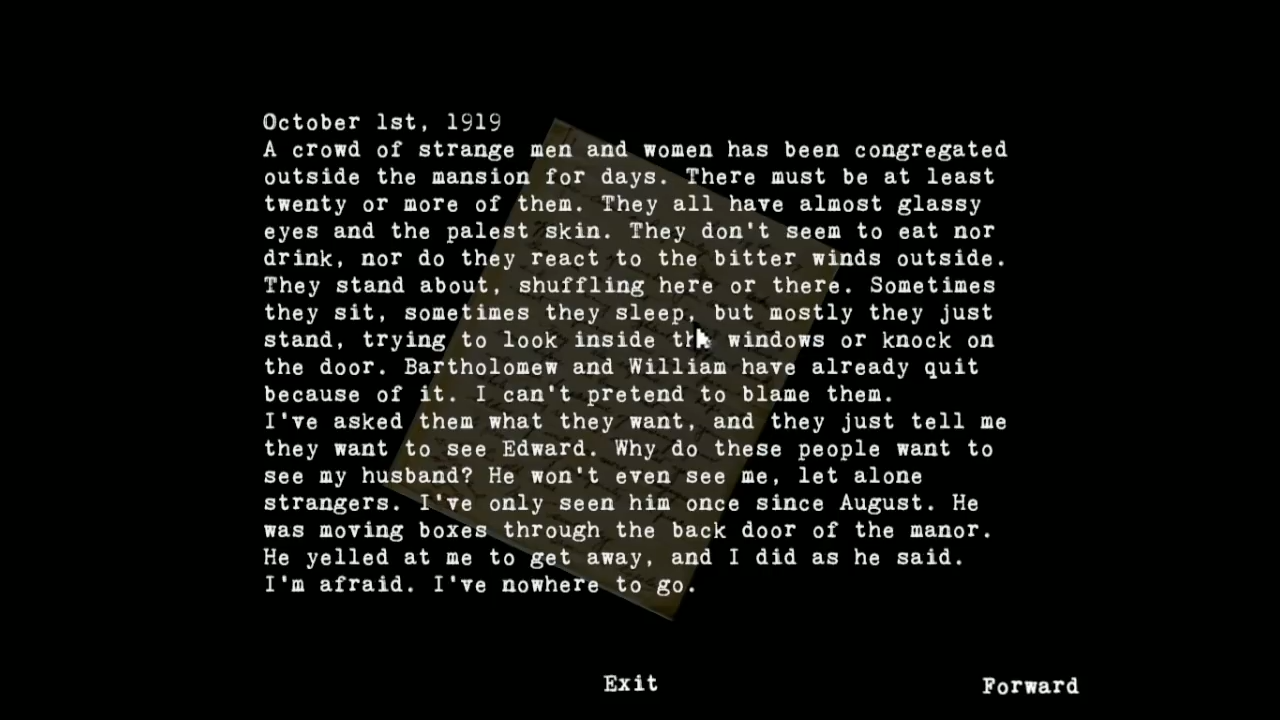 October 1st, 1919
A crowd of strange men and women has been congregated
outside the mansion for days. There must be at least
twenty or more of them. They all have almost glassy
eyes and the palest skin. They don't seem to eat nor
drink, nor do they react to the bitter winds outside.
They stand about, shuffling here or there. Sometimes
they sit, sometimes they sleep, but mostly they just
stand, trying to look inside the windows or knock on
the door. Bartholomew and William have already quit
because of it. I can't pretend to blame them.
I've asked them what they want, and they just tell me
they want to see Edward. Why do these people want to
see my husband? He won't even see me, let alone
strangers. I've only seen him once since August. He
was moving boxes through the back door of the manor.
He yelled at me to get away, and I did as he said.
I'm afraid. I've nowhere to go.
Exit
Forward